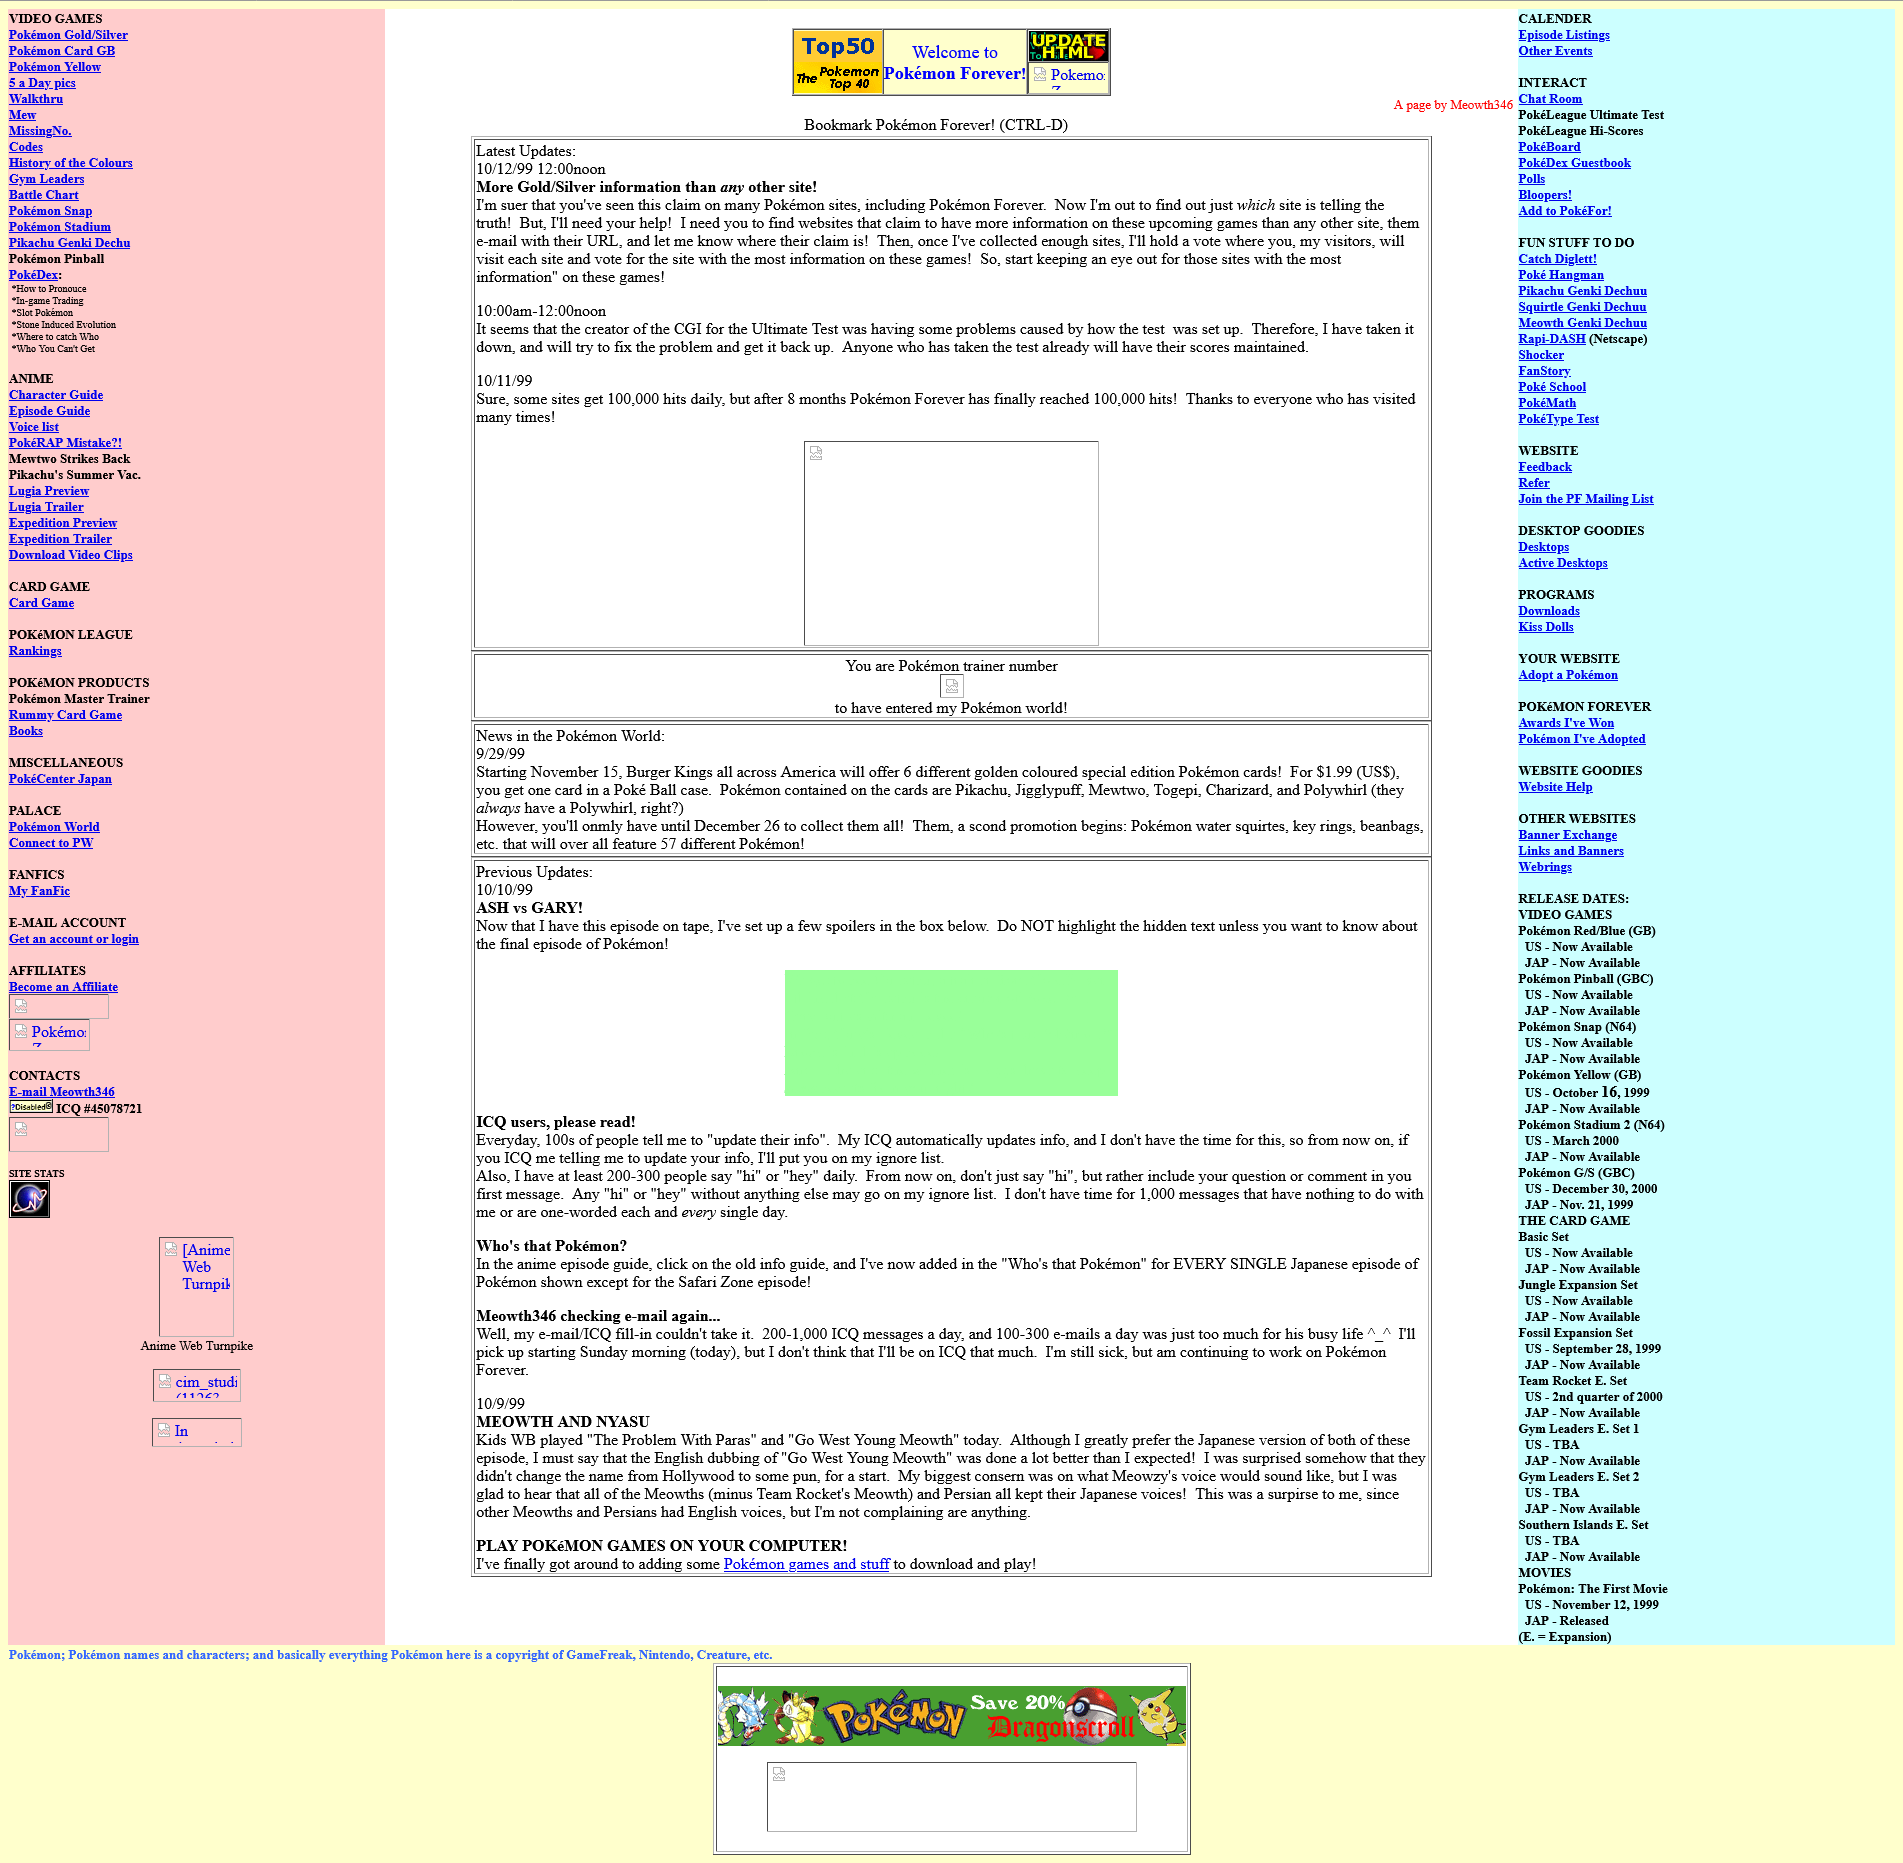 VIDEO GAMES
Pokémon Gold/Silver
Pokémon Card GB
Pokémon Yellow
5 a Day pics
Walkthru
Mew
MissingNo.
Codes
History of the Colours
Gym Leaders
Battle Chart
Pokémon Snap
Pokémon Stadium
Pikachu Genki Dechu
Pokémon Pinball
PokéDex:
*How to Pronouce
*In-game Trading
*Slot Pokémon
*Stone Induced Evolution
*Where to catch Who
*Who You Can't Get
ANIME
Character Guide
Episode Guide
Voice list
PokéRAP Mistake?!
Mewtwo Strikes Back
Pikachu's Summer Vac.
Lugia Preview
Lugia Trailer
Expedition Preview
Expedition Trailer
Download Video Clips
CARD GAME
Card Game
POKéMON LEAGUE
Rankings
POKéMON PRODUCTS
Pokémon Master Trainer
Rummy Card Game
Books
MISCELLANEOUS
PokéCenter Japan
PALACE
Pokémon World
Connect to PW
FANFICS
My FanFic
E-MAIL ACCOUNT
Get an account or login
AFFILIATES
Become an Affiliate
Pokémo
CONTACTS
E-mail Meowth346
?Disabled@ ICQ #45078721
SITE STATS
[Anime
Web
Turnpik
Anime Web Turnpike
cim_studi
In
Top50
The Pokemon
Top 40
Welcome to
Pokémon Forever!
UPDATE
HTML
Pokemo
A page by Meowth346
Bookmark Pokémon Forever! (CTRL-D)
Latest Updates:
10/12/99 12:00noon
More Gold/Silver information than any other site!
I'm suer that you've seen this claim on many Pokémon sites, including Pokémon Forever.  Now I'm out to find out just which site is telling the
truth!  But, I'll need your help!  I need you to find websites that claim to have more information on these upcoming games than any other site, them
e-mail with their URL, and let me know where their claim is!  Then, once I've collected enough sites, I'll hold a vote where you, my visitors, will
visit each site and vote for the site with the most information on these games!  So, start keeping an eye out for those sites with the most
information" on these games!
10:00am-12:00noon
It seems that the creator of the CGI for the Ultimate Test was having some problems caused by how the test  was set up.  Therefore, I have taken it
down, and will try to fix the problem and get it back up.  Anyone who has taken the test already will have their scores maintained.
10/11/99
Sure, some sites get 100,000 hits daily, but after 8 months Pokémon Forever has finally reached 100,000 hits!  Thanks to everyone who has visited
many times!
You are Pokémon trainer number
to have entered my Pokémon world!
News in the Pokémon World:
9/29/99
Starting November 15, Burger Kings all across America will offer 6 different golden coloured special edition Pokémon cards!  For $1.99 (US$),
you get one card in a Poké Ball case.  Pokémon contained on the cards are Pikachu, Jigglypuff, Mewtwo, Togepi, Charizard, and Polywhirl (they
always have a Polywhirl, right?)
However, you'll onmly have until December 26 to collect them all!  Them, a scond promotion begins: Pokémon water squirtes, key rings, beanbags,
etc. that will over all feature 57 different Pokémon!
Previous Updates:
10/10/99
ASH vs GARY!
Now that I have this episode on tape, I've set up a few spoilers in the box below.  Do NOT highlight the hidden text unless you want to know about
the final episode of Pokémon!
ICQ users, please read!
Everyday, 100s of people tell me to "update their info".  My ICQ automatically updates info, and I don't have the time for this, so from now on, if
you ICQ me telling me to update your info, I'll put you on my ignore list.
Also, I have at least 200-300 people say "hi" or "hey" daily.  From now on, don't just say "hi", but rather include your question or comment in you
first message.  Any "hi" or "hey" without anything else may go on my ignore list.  I don't have time for 1,000 messages that have nothing to do with
me or are one-worded each and every single day.
Who's that Pokémon?
In the anime episode guide, click on the old info guide, and I've now added in the "Who's that Pokémon" for EVERY SINGLE Japanese episode of
Pokémon shown except for the Safari Zone episode!
Meowth346 checking e-mail again...
Well, my e-mail/ICQ fill-in couldn't take it.  200-1,000 ICQ messages a day, and 100-300 e-mails a day was just too much for his busy life ^_^  I'll
pick up starting Sunday morning (today), but I don't think that I'll be on ICQ that much.  I'm still sick, but am continuing to work on Pokémon
Forever.
10/9/99
MEOWTH AND NYASU
Kids WB played "The Problem With Paras" and "Go West Young Meowth" today.  Although I greatly prefer the Japanese version of both of these
episode, I must say that the English dubbing of "Go West Young Meowth" was done a lot better than I expected!  I was surprised somehow that they
didn't change the name from Hollywood to some pun, for a start.  My biggest consern was on what Meowzy's voice would sound like, but I was
glad to hear that all of the Meowths (minus Team Rocket's Meowth) and Persian all kept their Japanese voices!  This was a surpirse to me, since
other Meowths and Persians had English voices, but I'm not complaining are anything.
PLAY POKéMON GAMES ON YOUR COMPUTER!
I've finally got around to adding some Pokémon games and stuff to download and play!
CALENDER
Episode Listings
Other Events
INTERACT
Chat Room
PokéLeague Ultimate Test
PokéLeague Hi-Scores
PokéBoard
PokéDex Guestbook
Polls
Bloopers!
Add to PokéFor!
FUN STUFF TO DO
Catch Diglett!
Poké Hangman
Pikachu Genki Dechuu
Squirtle Genki Dechuu
Meowth Genki Dechuu
Rapi-DASH (Netscape)
Shocker
FanStory
Poké School
PokéMath
PokéType Test
WEBSITE
Feedback
Refer
Join the PF Mailing List
DESKTOP GOODIES
Desktops
Active Desktops
PROGRAMS
Downloads
Kiss Dolls
YOUR WEBSITE
Adopt a Pokémon
POKéMON FOREVER
Awards I've Won
Pokémon I've Adopted
WEBSITE GOODIES
Website Help
OTHER WEBSITES
Banner Exchange
Links and Banners
Webrings
RELEASE DATES:
VIDEO GAMES
Pokémon Red/Blue (GB)
US - Now Available
JAP - Now Available
Pokémon Pinball (GBC)
US - Now Available
JAP - Now Available
Pokémon Snap (N64)
US - Now Available
JAP - Now Available
Pokémon Yellow (GB)
US - October 16, 1999
JAP - Now Available
Pokémon Stadium 2 (N64)
US - March 2000
JAP - Now Available
Pokémon G/S (GBC)
US - December 30, 2000
JAP - Nov. 21, 1999
THE CARD GAME
Basic Set
US - Now Available
JAP - Now Available
Jungle Expansion Set
US - Now Available
JAP - Now Available
Fossil Expansion Set
US - September 28, 1999
JAP - Now Available
Team Rocket E. Set
US - 2nd quarter of 2000
JAP - Now Available
Gym Leaders E. Set 1
US - TBA
JAP - Now Available
Gym Leaders E. Set 2
US - TBA
JAP - Now Available
Southern Islands E. Set
US - TBA
JAP - Now Available
MOVIES
Pokémon: The First Movie
US - November 12, 1999
JAP - Released
(E. = Expansion)
Pokémon; Pokémon names and characters; and basically everything Pokémon here is a copyright of GameFreak, Nintendo, Creature, etc.
POKéMON Save 20%
Dragonscroll